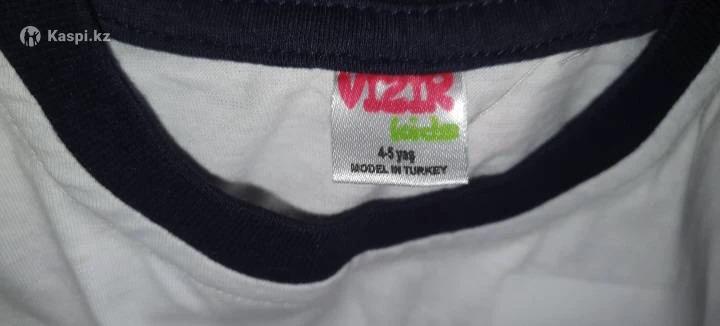 Kaspi.kz
VIZIR
kids
4-5 yaş
MODEL IN TURKEY